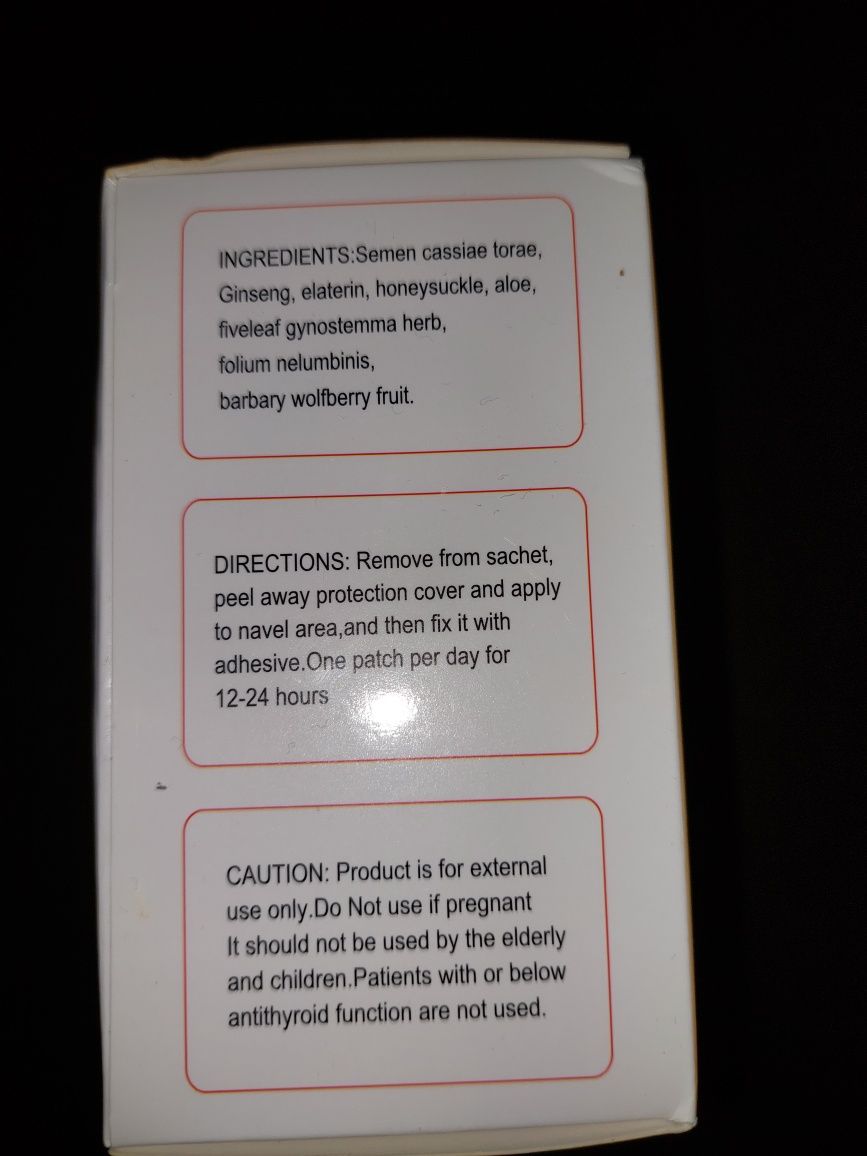 INGREDIENTS:Semen cassiae torae,
Ginseng, elaterin, honeysuckle, aloe,
fiveleaf gynostemma herb,
folium nelumbinis,
barbary wolfberry fruit.
DIRECTIONS: Remove from sachet,
peel away protection cover and apply
to navel area,and then fix it with
adhesive.One patch per day for
12-24 hours
CAUTION: Product is for external
use only.Do Not use if pregnant
It should not be used by the elderly
and children.Patients with or below
antithyroid function are not used.